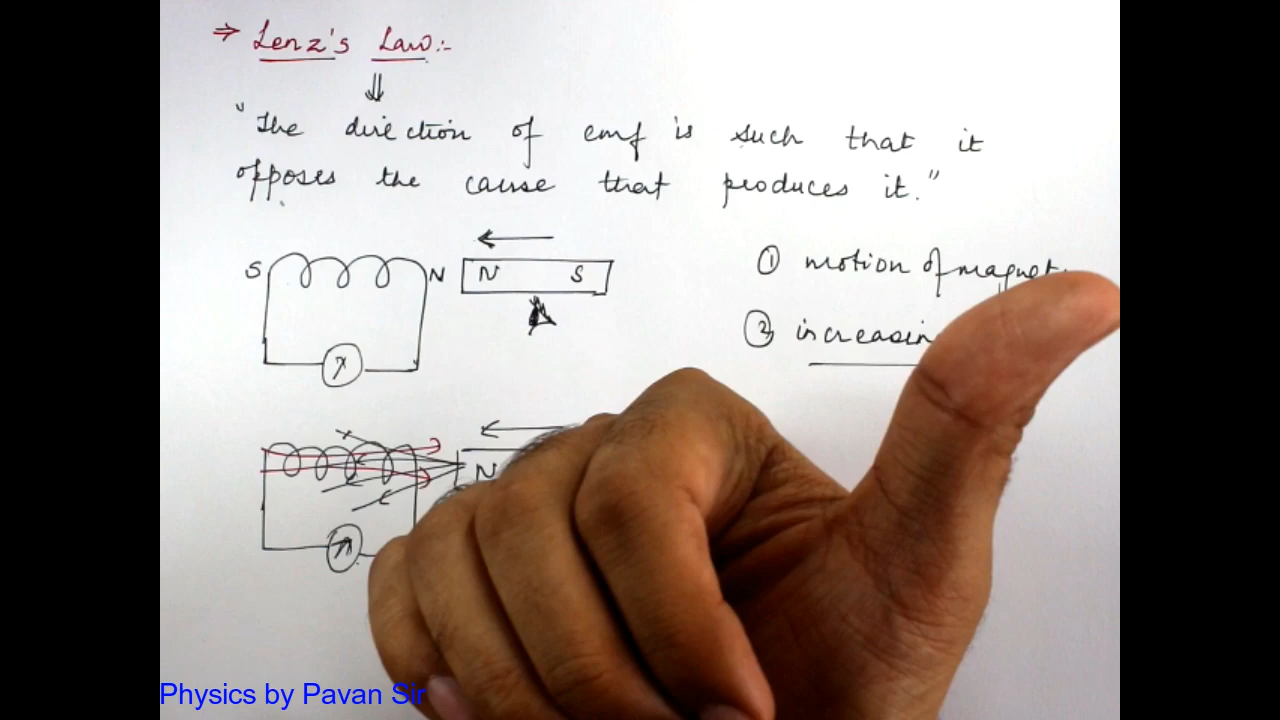 ⇒ Lenz's Law:-
"The direction of emf is such that it
opposes the cause that produces it."
S N N S
① motion of magnet
② increasin
N
Physics by Pavan Sir